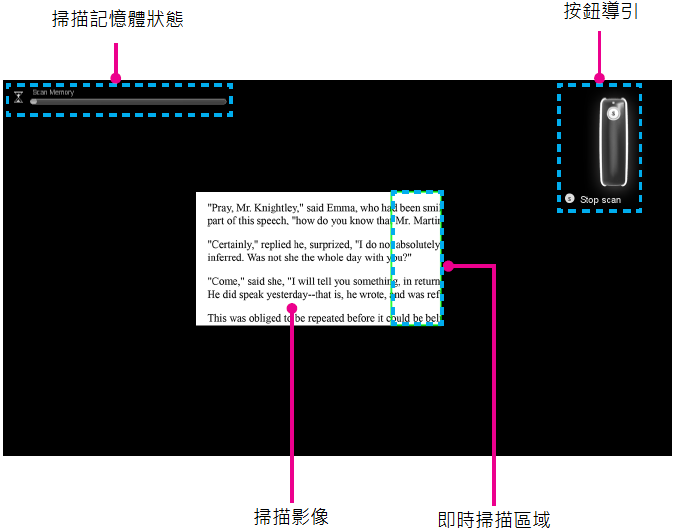 掃描記憶體狀態
按鈕導引
Scan Memory
S
S Stop scan
"Pray, Mr. Knightley," said Emma, who had been smi
part of this speech, "how do you know that Mr. Martin
"Certainly," replied he, surprized, "I do not absolutely
inferred. Was not she the whole day with you?"
"Come," said she, "I will tell you something, in return
He did speak yesterday--that is, he wrote, and was ref
This was obliged to be repeated before it could be bel
掃描影像
即時掃描區域